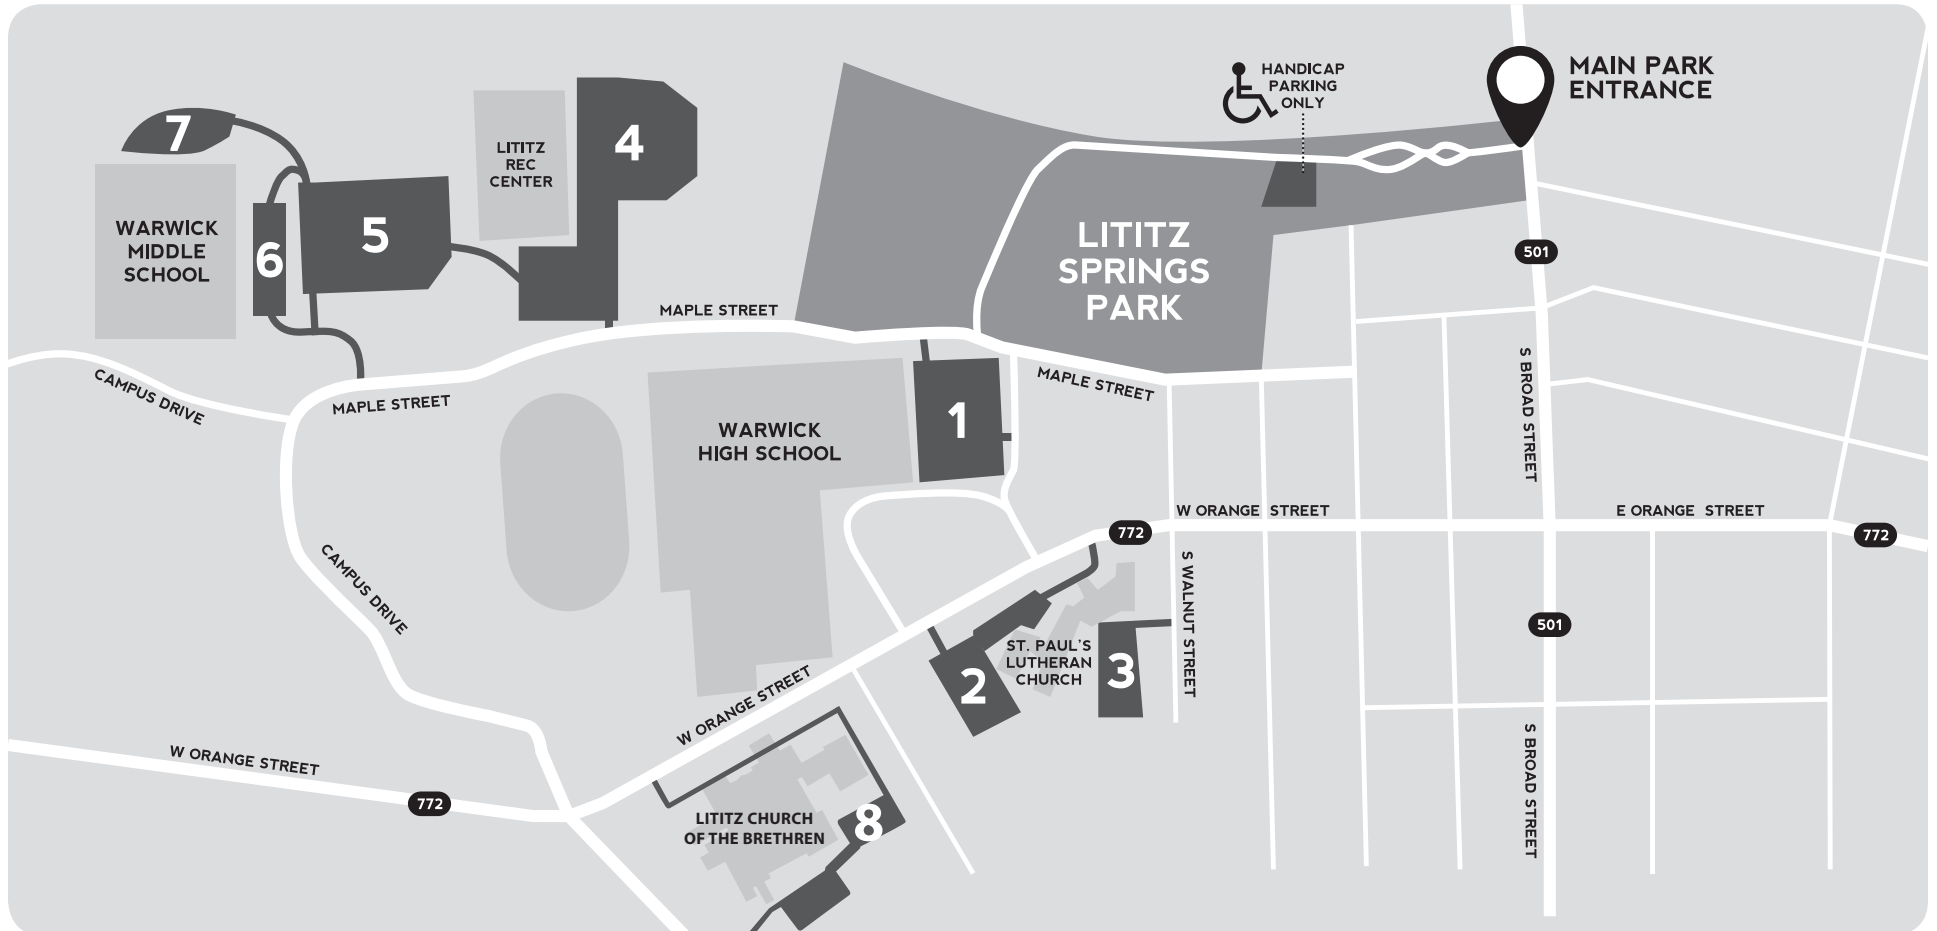 HANDICAP
PARKING
ONLY
MAIN PARK
ENTRANCE
7
4
LITITZ
REC
CENTER
WARWICK
MIDDLE
SCHOOL
6
5
LITITZ
SPRINGS
PARK
501
MAPLE STREET
CAMPUS DRIVE
MAPLE STREET
MAPLE STREET
WARWICK
HIGH SCHOOL
1
S BROAD STREET
W ORANGE STREET
E ORANGE STREET
772
772
CAMPUS DRIVE
S WALNUT STREET
501
ST. PAUL'S
LUTHERAN
CHURCH
2
3
W ORANGE STREET
W ORANGE STREET
772
S BROAD STREET
LITITZ CHURCH
OF THE BRETHREN
8